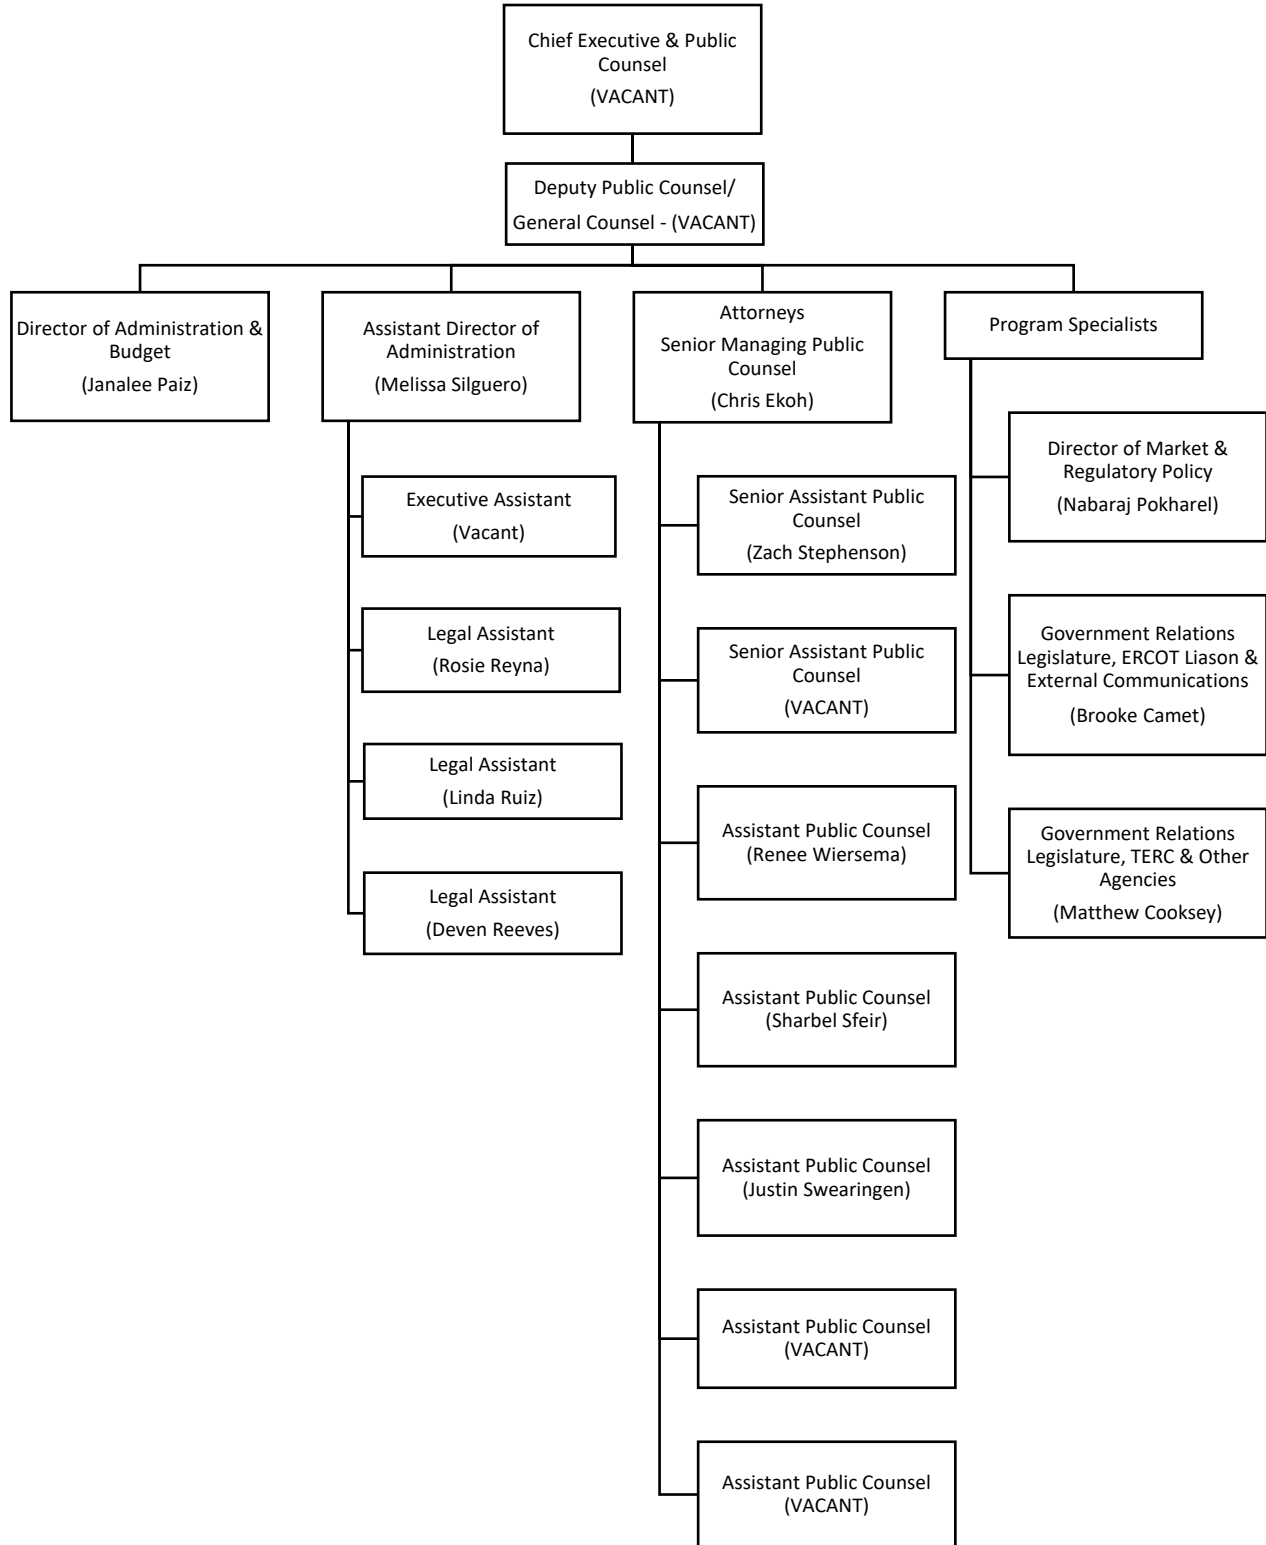 Chief Executive & Public
Counsel
(VACANT)
Deputy Public Counsel/
General Counsel - (VACANT)
Director of Administration &
Budget
(Janalee Paiz)
Assistant Director of
Administration
(Melissa Silguero)
Attorneys
Senior Managing Public
Counsel
(Chris Ekoh)
Program Specialists
Executive Assistant
(Vacant)
Legal Assistant
(Rosie Reyna)
Legal Assistant
(Linda Ruiz)
Legal Assistant
(Deven Reeves)
Senior Assistant Public
Counsel
(Zach Stephenson)
Senior Assistant Public
Counsel
(VACANT)
Assistant Public Counsel
(Renee Wiersema)
Assistant Public Counsel
(Sharbel Sfeir)
Assistant Public Counsel
(Justin Swearingen)
Assistant Public Counsel
(VACANT)
Assistant Public Counsel
(VACANT)
Director of Market &
Regulatory Policy
(Nabaraj Pokharel)
Government Relations
Legislature, ERCOT Liason &
External Communications
(Brooke Camet)
Government Relations
Legislature, TERC & Other
Agencies
(Matthew Cooksey)